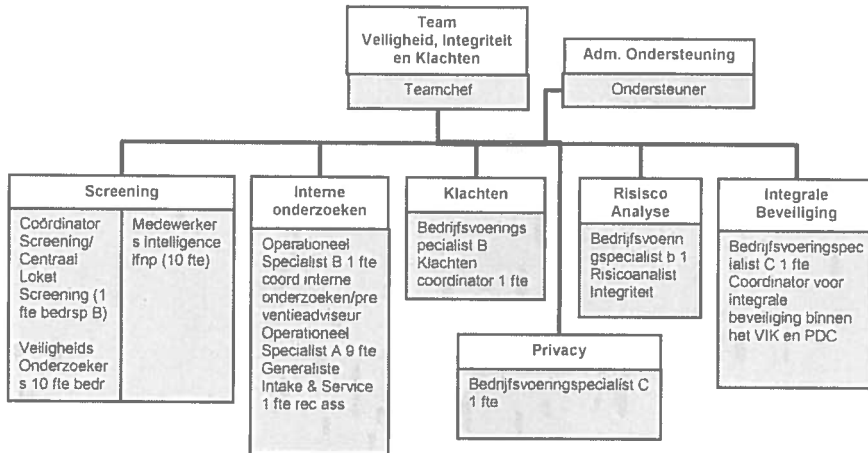 Team
Veiligheid, Integriteit
en Klachten
Teamchef
Adm. Ondersteuning
Ondersteuner
Screening
Coördinator
Screening/
Centraal
Loket
Screening (1
fte bedrsp B)
Veiligheids
Onderzoeker
s 10 fte bedr
Medewerker
s Intelligence
lfnp (10 fte)
Interne
onderzoeken
Operationeel
Specialist B 1 fte
coord interne
onderzoeken/pre
ventieadviseur
Operationeel
Specialist A 9 fte
Generaliste
Intake & Service
1 fte rec ass
Klachten
Bedrijfsvoerings
pecialist B
Klachten
coordinator 1 fte
Privacy
Bedrijfsvoeringspecialist C
1 fte
Risico
Analyse
Bedrijfsvoerin
gspecialist b 1
Risicoanalist
Integriteit
Integrale
Beveiliging
Bedrijfsvoeringspec
ialist C 1 fte
Coordinator voor
integrale
beveiliging binnen
het VIK en PDC